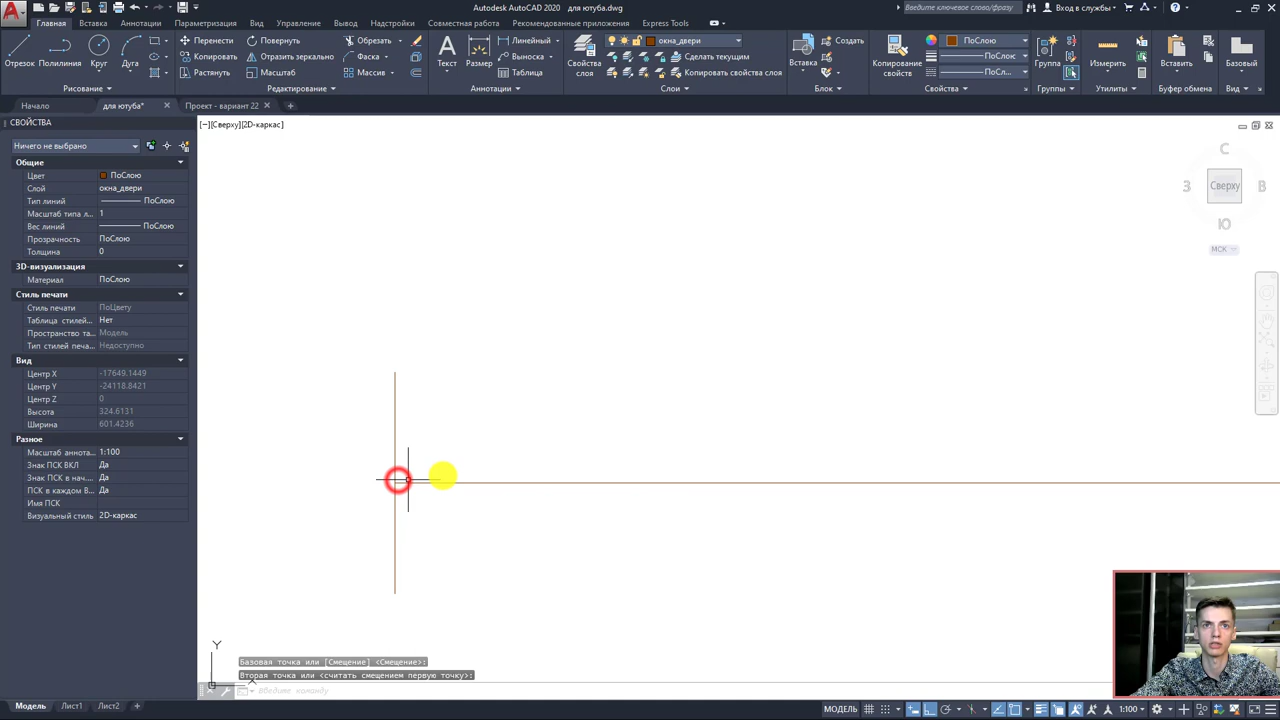 Autodesk AutoCAD 2020 для ютуба.dwg
Введите ключевое слово/фразу
Вход в службы
Главная Вставка Аннотации Параметризация Вид Управление Вывод Надстройки Совместная работа Рекомендованные приложения Express Tools
Отрезок Полилиния Круг Дуга
Перенести Повернуть Обрезать
Копировать Отразить зеркально Фаска
Растянуть Масштаб Массив
Текст Размер
Линейный
Выноска
Таблица
Свойства слоя
окна_двери
Сделать текущим
Копировать свойства слоя
Вставка
Создать
Копирование свойств
ПоСлою
ПоСлою
ПоСл...
Группа Измерить Вставить Базовый
Рисование Редактирование Аннотации Слои Блок Свойства Группы Утилиты Буфер обмена Вид
Начало для ютуба* Проект - вариант 22
СВОЙСТВА
[−][Сверху][2D-каркас]
Ничего не выбрано
Общие
Цвет ПоСлою
Слой окна_двери
Тип линий ПоСлою
Масштаб типа л... 1
Вес линий ПоСлою
Прозрачность ПоСлою
Толщина 0
3D-визуализация
Материал ПоСлою
Стиль печати
Стиль печати ПоЦвету
Таблица стилей... Нет
Пространство та... Модель
Тип стилей печа... Недоступно
Вид
Центр X -17649.1449
Центр Y -24118.8421
Центр Z 0
Высота 324.6131
Ширина 601.4236
Разное
Масштаб аннота... 1:100
Знак ПСК ВКЛ Да
Знак ПСК в нач.... Да
ПСК в каждом В... Да
Имя ПСК
Визуальный стиль 2D-каркас
С
З Сверху В
Ю
МСК
Y
X
Базовая точка или [Смещение] <Смещение>:
Вторая точка или <считать смещением первую точку>:
Введите команду
Модель Лист1 Лист2
МОДЕЛЬ 1:100